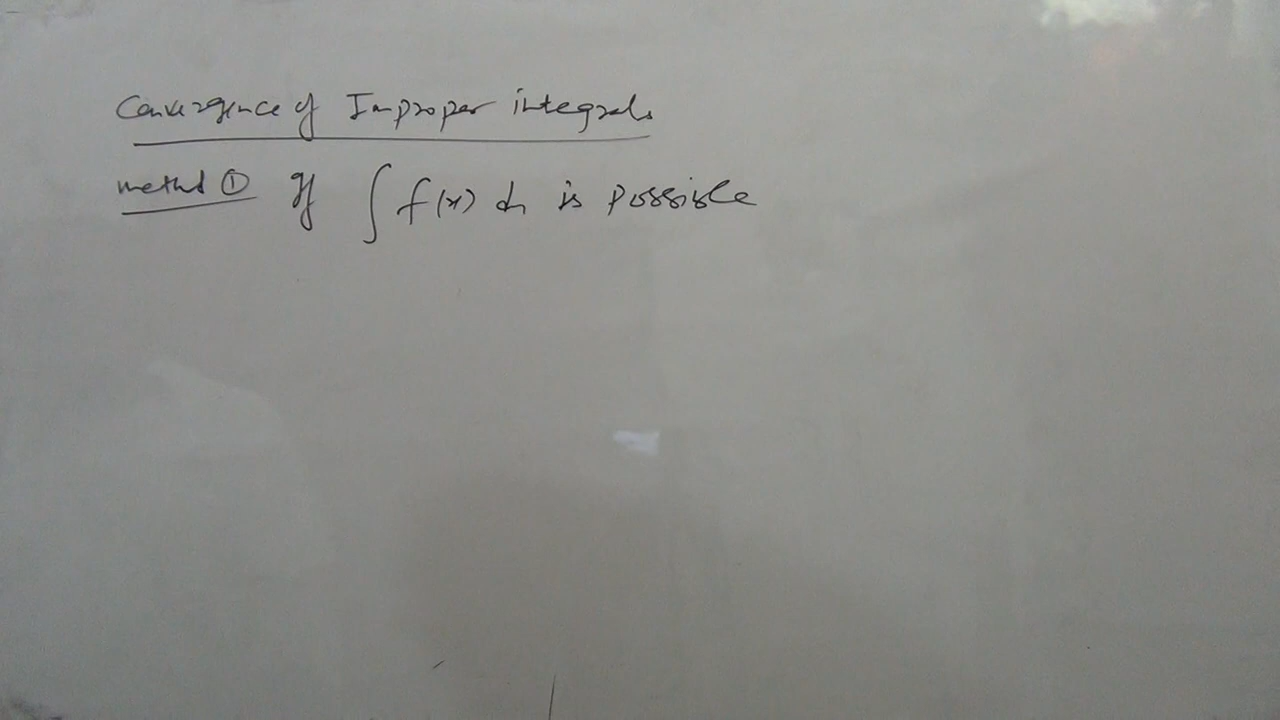 Convergence of Improper integrals
method ① If ∫ f(x) dx is possible